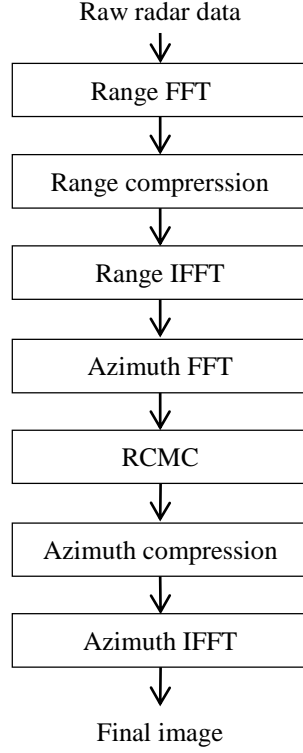 Raw radar data
Range FFT
Range comprerssion
Range IFFT
Azimuth FFT
RCMC
Azimuth compression
Azimuth IFFT
Final image